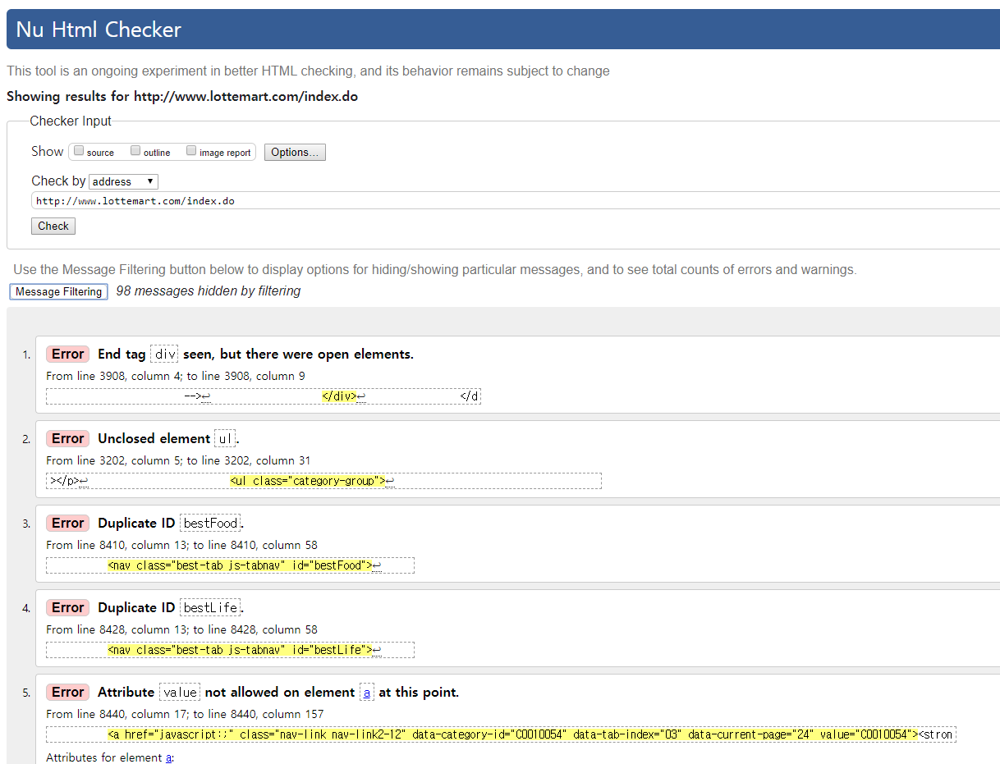 Nu Html Checker
This tool is an ongoing experiment in better HTML checking, and its behavior remains subject to change
Showing results for http://www.lottemart.com/index.do
Checker Input
Show source outline image report Options...
Check by address
http://www.lottemart.com/index.do
Check
Use the Message Filtering button below to display options for hiding/showing particular messages, and to see total counts of errors and warnings.
Message Filtering 98 messages hidden by filtering
1. Error End tag div seen, but there were open elements.
From line 3908, column 4; to line 3908, column 9
-->↩ </div>↩ </d
2. Error Unclosed element ul.
From line 3202, column 5; to line 3202, column 31
></p>↩ <ul class="category-group">↩
3. Error Duplicate ID bestFood.
From line 8410, column 13; to line 8410, column 58
<nav class="best-tab js-tabnav" id="bestFood">↩
4. Error Duplicate ID bestLife.
From line 8428, column 13; to line 8428, column 58
<nav class="best-tab js-tabnav" id="bestLife">↩
5. Error Attribute value not allowed on element a at this point.
From line 8440, column 17; to line 8440, column 157
<a href="javascript:;" class="nav-link nav-link2-12" data-category-id="C0010054" data-tab-index="03" data-current-page="24" value="C0010054"><stron
Attributes for element a: